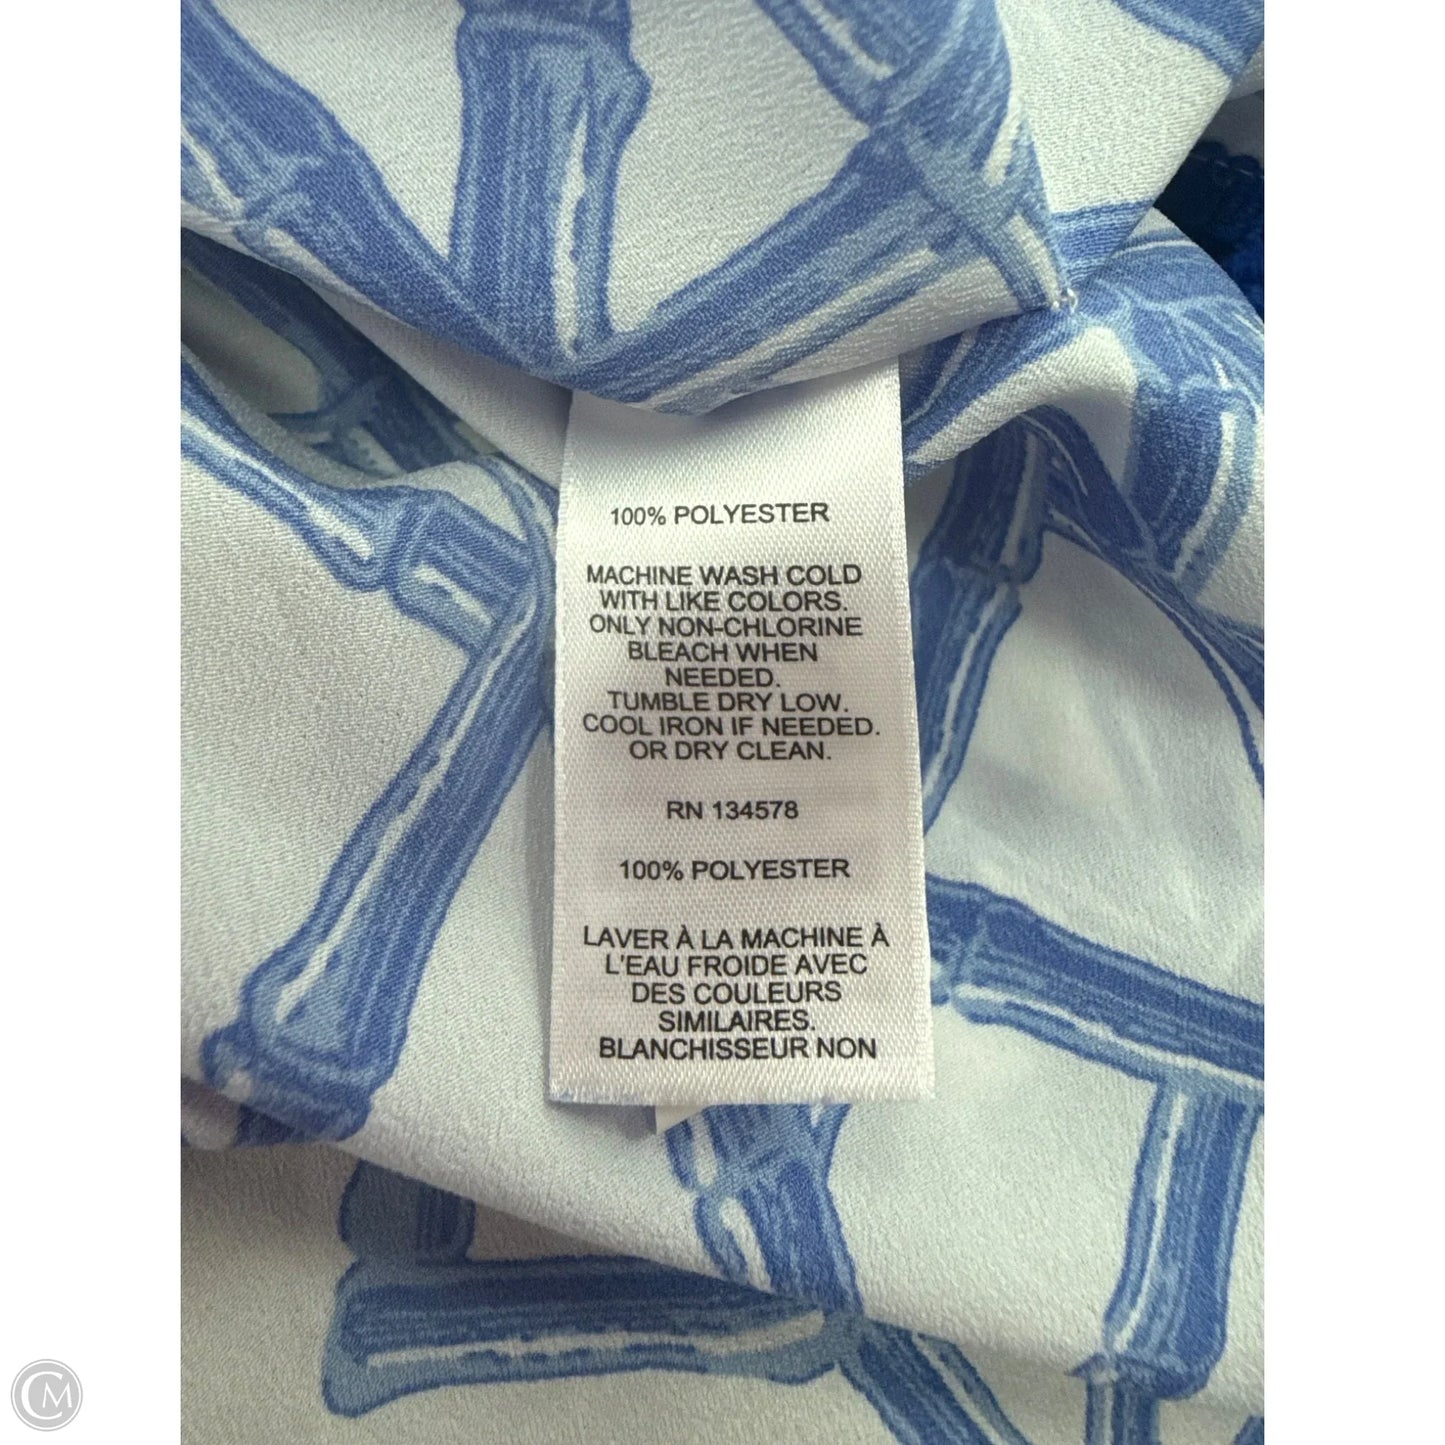 100% POLYESTER
MACHINE WASH COLD
WITH LIKE COLORS.
ONLY NON-CHLORINE
BLEACH WHEN
NEEDED.
TUMBLE DRY LOW.
COOL IRON IF NEEDED.
OR DRY CLEAN.
RN 134578
100% POLYESTER
LAVER À LA MACHINE À
L'EAU FROIDE AVEC
DES COULEURS
SIMILAIRES.
BLANCHISSEUR NON
CM